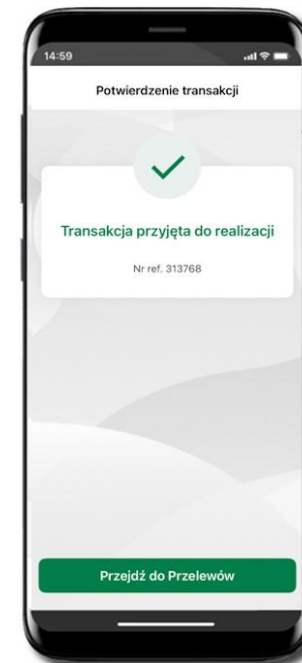 14:59
Potwierdzenie transakcji
Transakcja przyjęta do realizacji
Nr ref. 313768
Przejdź do Przelewów